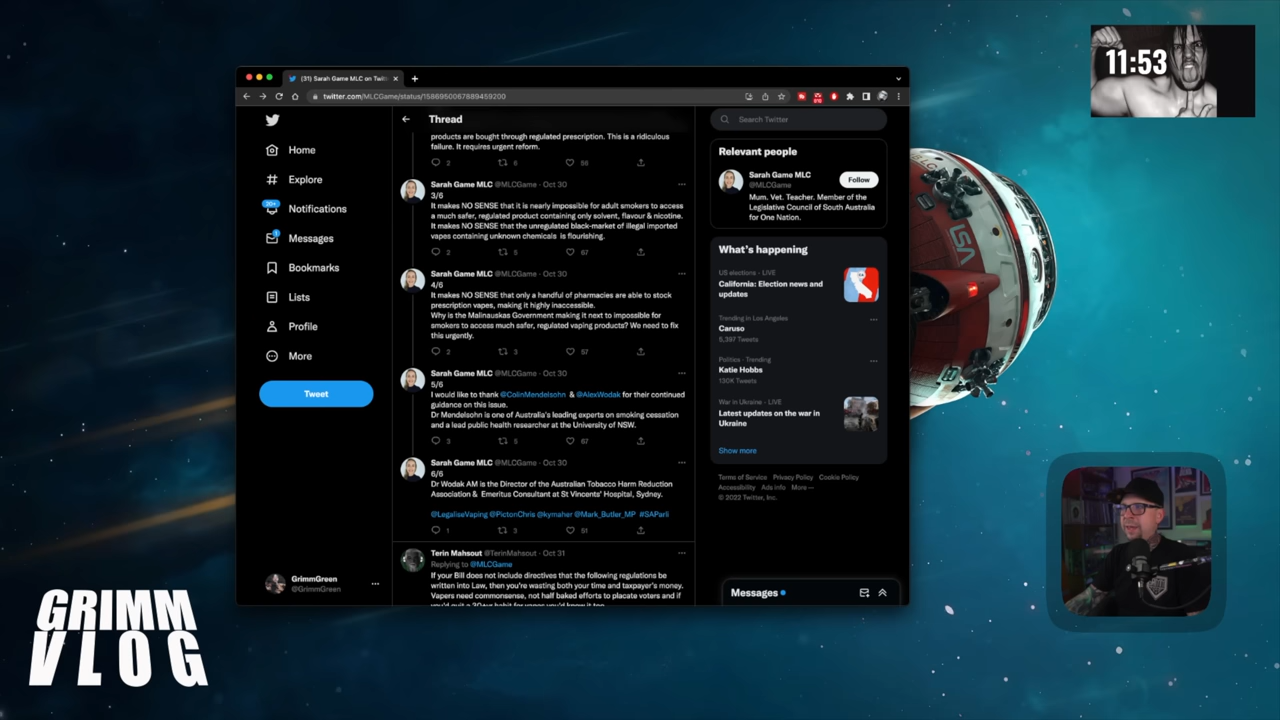 11:53
(31) Sarah Game MLC on Twit
twitter.com/MLCGame/status/1586950067889459200
Home
Explore
20+
Notifications
Messages
Bookmarks
Lists
Profile
More
Tweet
GrimmGreen
@GrimmGreen
Thread
products are bought through regulated prescription. This is a ridiculous
failure. It requires urgent reform.
2 6 56
Sarah Game MLC @MLCGame · Oct 30
3/6
It makes NO SENSE that it is nearly impossible for adult smokers to access
a much safer, regulated product containing only solvent, flavour & nicotine.
It makes NO SENSE that the unregulated black-market of illegal imported
vapes containing unknown chemicals is flourishing.
2 5 67
Sarah Game MLC @MLCGame · Oct 30
4/6
It makes NO SENSE that only a handful of pharmacies are able to stock
prescription vapes, making it highly inaccessible.
Why is the Malinauskas Government making it next to impossible for
smokers to access much safer, regulated vaping products? We need to fix
this urgently.
2 3 57
Sarah Game MLC @MLCGame · Oct 30
5/6
I would like to thank @ColinMendelsohn & @AlexWodak for their continued
guidance on this issue.
Dr Mendelsohn is one of Australia's leading experts on smoking cessation
and a lead public health researcher at the University of NSW.
3 5 67
Sarah Game MLC @MLCGame · Oct 30
6/6
Dr Wodak AM is the Director of the Australian Tobacco Harm Reduction
Association & Emeritus Consultant at St Vincents' Hospital, Sydney.
@LegaliseVaping @PictonChris @kymaher @Mark_Butler_MP #SAParli
1 3 51
Terin Mahsout @TerinMahsout · Oct 31
Replying to @MLCGame
If your Bill does not include directives that the following regulations be
written into Law, then you're wasting both your time and taxpayer's money.
Vapers need commonsense, not half baked efforts to placate voters and if
Search Twitter
Relevant people
Sarah Game MLC
@MLCGame
Follow
Mum. Vet. Teacher. Member of the
Legislative Council of South Australia
for One Nation.
What's happening
US elections · LIVE
California: Election news and
updates
Trending in Los Angeles
Caruso
5,397 Tweets
Politics · Trending
Katie Hobbs
130K Tweets
War in Ukraine · LIVE
Latest updates on the war in
Ukraine
Show more
Terms of Service Privacy Policy Cookie Policy
Accessibility Ads info More
© 2022 Twitter, Inc.
Messages
USA
GRIMM
VLOG